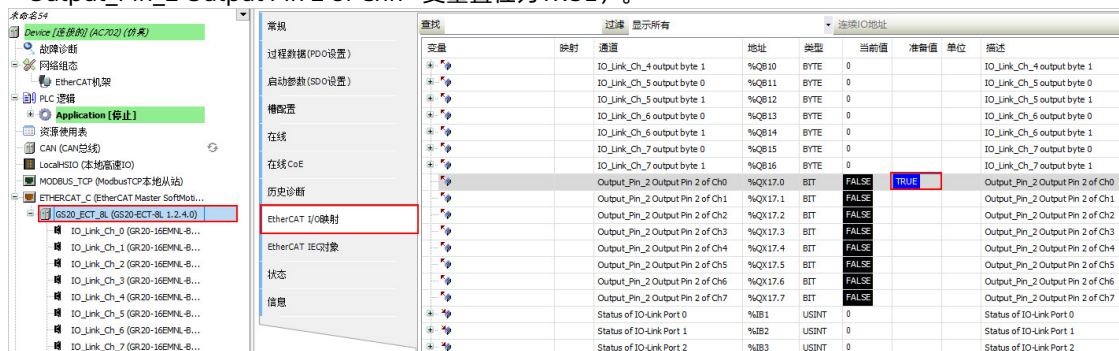 Output_Pin_2 Output Pin 2 of Chn" 变量置位为TRUE）。
未命名54
Device [连接的] (AC702) (仿真)
故障诊断
网络组态
EtherCAT机架
PLC 逻辑
Application [停止]
资源使用表
CAN (CAN总线)
LocalHSIO (本地高速IO)
MODBUS_TCP (ModbusTCP本地从站)
ETHERCAT_C (EtherCAT Master SoftMoti...
GS20_ECT_8L (GS20-ECT-8L 1.2.4.0)
IO_Link_Ch_0 (GR20-16EMNL-B...
IO_Link_Ch_1 (GR20-16EMNL-B...
IO_Link_Ch_2 (GR20-16EMNL-B...
IO_Link_Ch_3 (GR20-16EMNL-B...
IO_Link_Ch_4 (GR20-16EMNL-B...
IO_Link_Ch_5 (GR20-16EMNL-B...
IO_Link_Ch_6 (GR20-16EMNL-B...
IO_Link_Ch_7 (GR20-16EMNL-B...
常规
过程数据(PDO设置)
启动参数(SDO设置)
槽配置
在线
在线CoE
历史诊断
EtherCAT I/O映射
EtherCAT IEC对象
状态
信息
查找 过滤 显示所有 连续IO地址
变量 映射 通道 地址 类型 当前值 准备值 单位 描述
IO_Link_Ch_4 output byte 1 %QB10 BYTE 0 IO_Link_Ch_4 output byte 1
IO_Link_Ch_5 output byte 0 %QB11 BYTE 0 IO_Link_Ch_5 output byte 0
IO_Link_Ch_5 output byte 1 %QB12 BYTE 0 IO_Link_Ch_5 output byte 1
IO_Link_Ch_6 output byte 0 %QB13 BYTE 0 IO_Link_Ch_6 output byte 0
IO_Link_Ch_6 output byte 1 %QB14 BYTE 0 IO_Link_Ch_6 output byte 1
IO_Link_Ch_7 output byte 0 %QB15 BYTE 0 IO_Link_Ch_7 output byte 0
IO_Link_Ch_7 output byte 1 %QB16 BYTE 0 IO_Link_Ch_7 output byte 1
Output_Pin_2 Output Pin 2 of Ch0 %QX17.0 BIT FALSE TRUE Output_Pin_2 Output Pin 2 of Ch0
Output_Pin_2 Output Pin 2 of Ch1 %QX17.1 BIT FALSE Output_Pin_2 Output Pin 2 of Ch1
Output_Pin_2 Output Pin 2 of Ch2 %QX17.2 BIT FALSE Output_Pin_2 Output Pin 2 of Ch2
Output_Pin_2 Output Pin 2 of Ch3 %QX17.3 BIT FALSE Output_Pin_2 Output Pin 2 of Ch3
Output_Pin_2 Output Pin 2 of Ch4 %QX17.4 BIT FALSE Output_Pin_2 Output Pin 2 of Ch4
Output_Pin_2 Output Pin 2 of Ch5 %QX17.5 BIT FALSE Output_Pin_2 Output Pin 2 of Ch5
Output_Pin_2 Output Pin 2 of Ch6 %QX17.6 BIT FALSE Output_Pin_2 Output Pin 2 of Ch6
Output_Pin_2 Output Pin 2 of Ch7 %QX17.7 BIT FALSE Output_Pin_2 Output Pin 2 of Ch7
Status of IO-Link Port 0 %IB1 USINT 0 Status of IO-Link Port 0
Status of IO-Link Port 1 %IB2 USINT 0 Status of IO-Link Port 1
Status of IO-Link Port 2 %IB3 USINT 0 Status of IO-Link Port 2